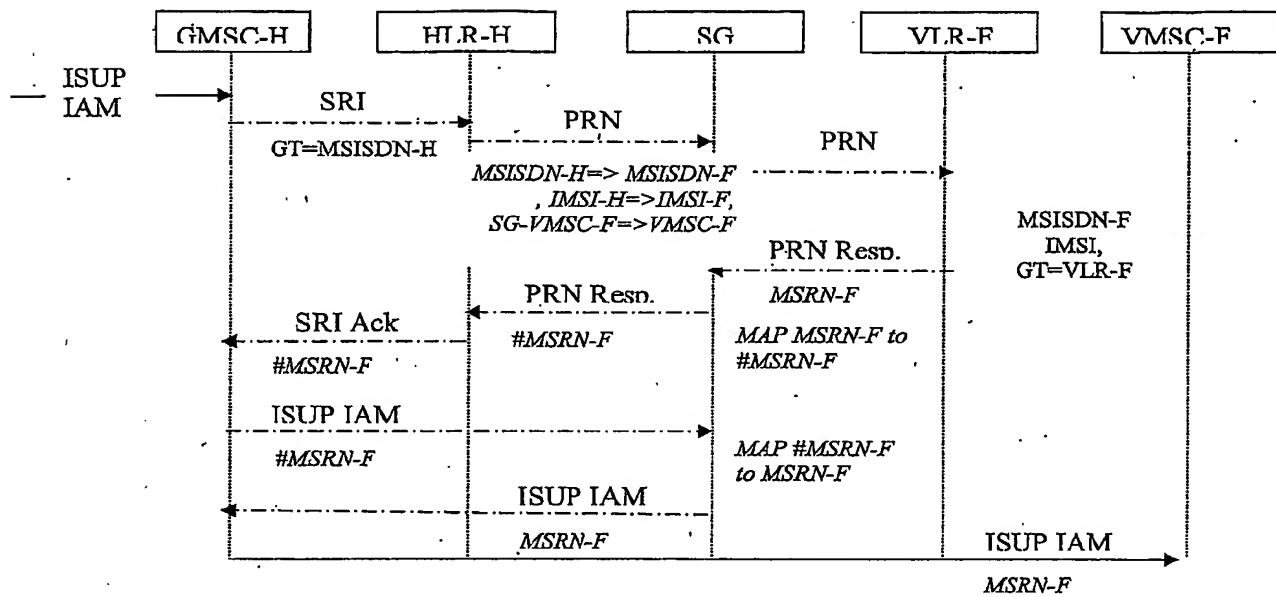 GMSC-H HLR-H SG VLR-F VMSC-F
ISUP
IAM
SRI
PRN
GT=MSISDN-H
PRN
MSISDN-H=> MSISDN-F
, IMSI-H=>IMSI-F,
SG-VMSC-F=>VMSC-F
MSISDN-F
IMSI,
GT=VLR-F
PRN Resp.
MSRN-F
PRN Resp.
#MSRN-F
MAP MSRN-F to
#MSRN-F
SRI Ack
#MSRN-F
ISUP IAM
#MSRN-F
MAP #MSRN-F
to MSRN-F
ISUP IAM
MSRN-F
ISUP IAM
MSRN-F